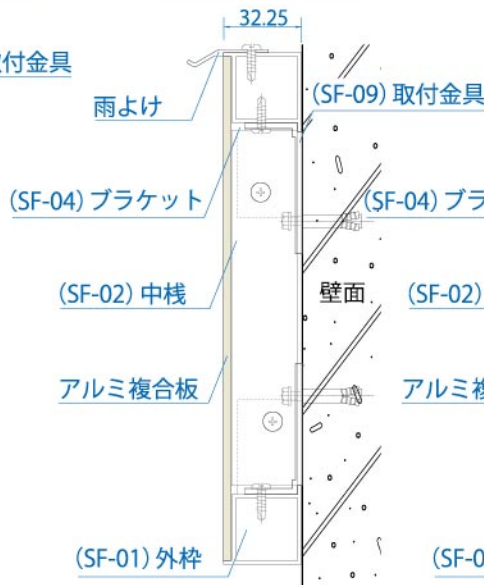 32.25
付金具
雨よけ
(SF-09) 取付金具
(SF-04) ブラケット
(SF-04) ブラ
(SF-02) 中桟
壁面
(SF-02)
アルミ複合板
アルミ複
(SF-01) 外枠
(SF-0